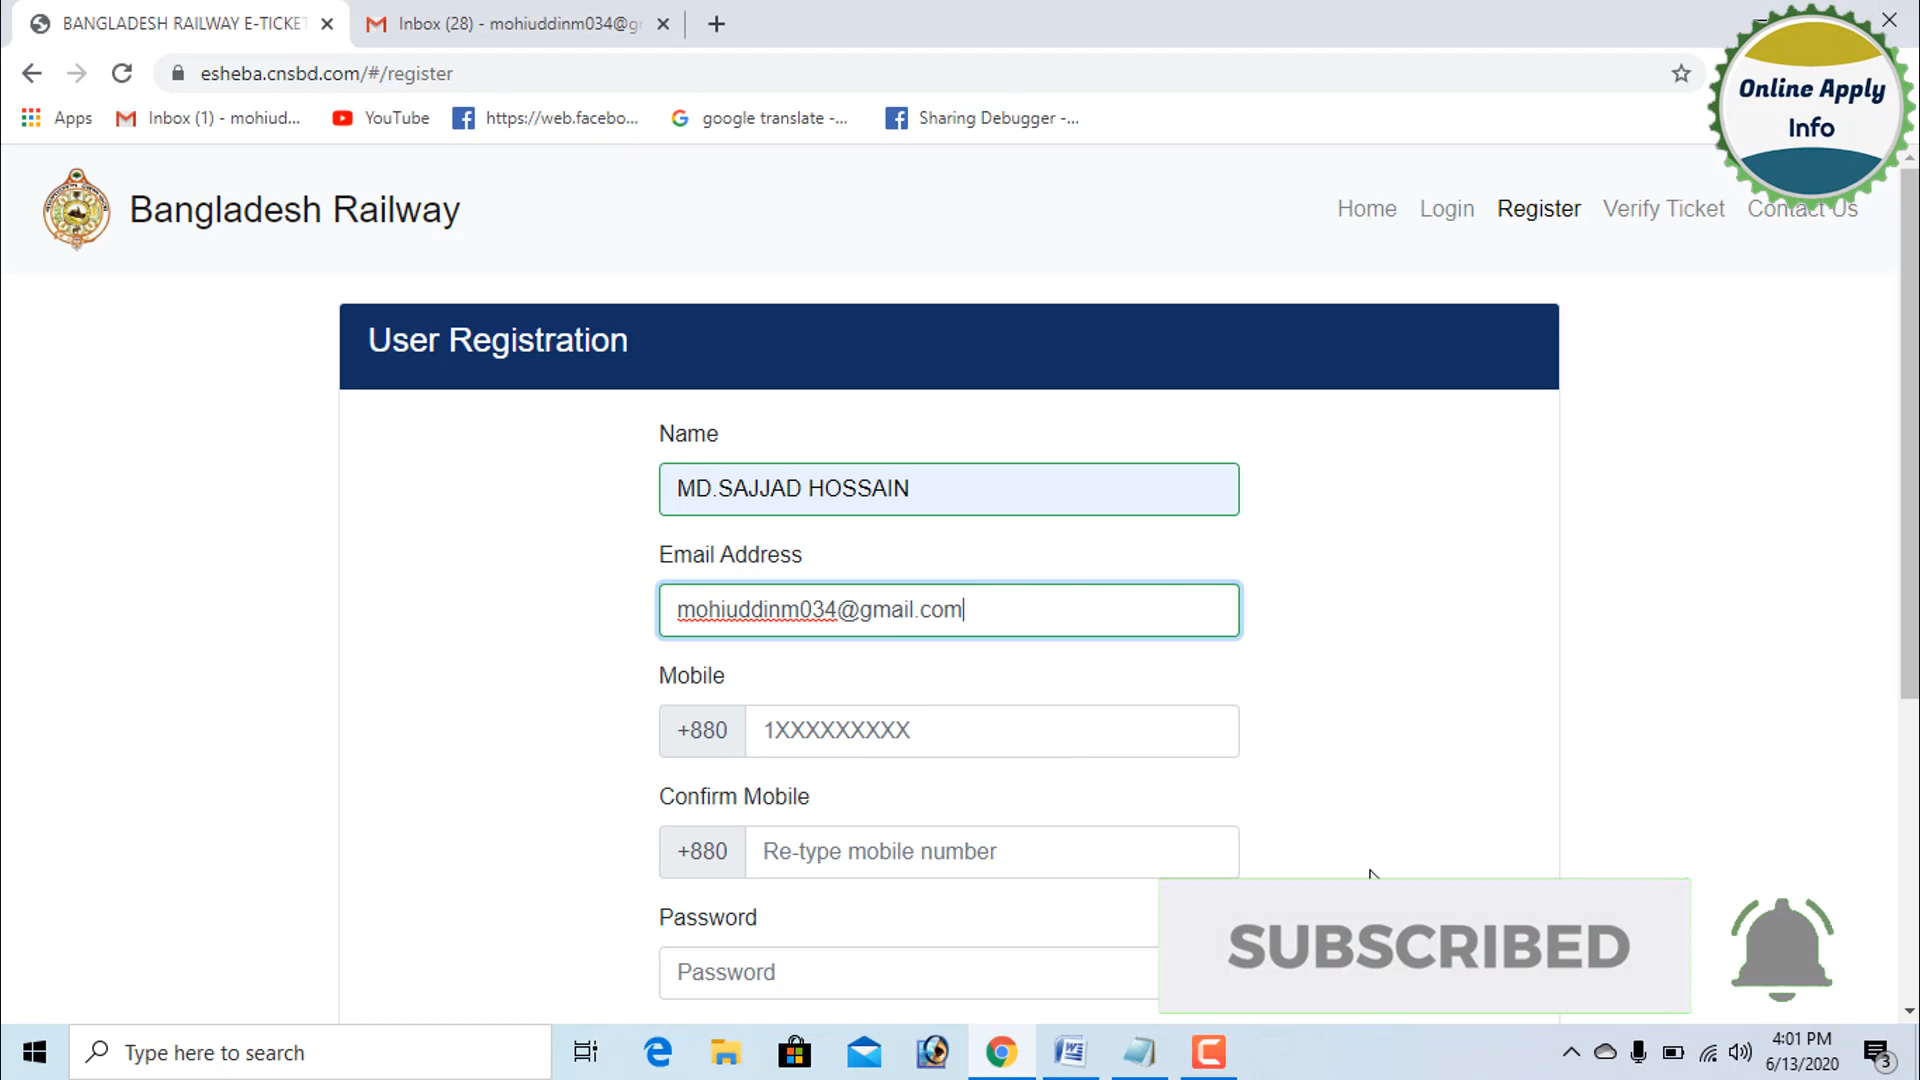 BANGLADESH RAILWAY E-TICKET
Inbox (28) - mohiuddinm034@g
esheba.cnsbd.com/#/register
Apps
Inbox (1) - mohiud...
YouTube
https://web.facebo...
google translate -...
Sharing Debugger -...
Online Apply
Info
Bangladesh Railway
Home
Login
Register
Verify Ticket
Contact Us
User Registration
Name
MD.SAJJAD HOSSAIN
Email Address
mohiuddinm034@gmail.com
Mobile
+880
1XXXXXXXXX
Confirm Mobile
+880
Re-type mobile number
Password
Password
SUBSCRIBED
Type here to search
4:01 PM
6/13/2020
3